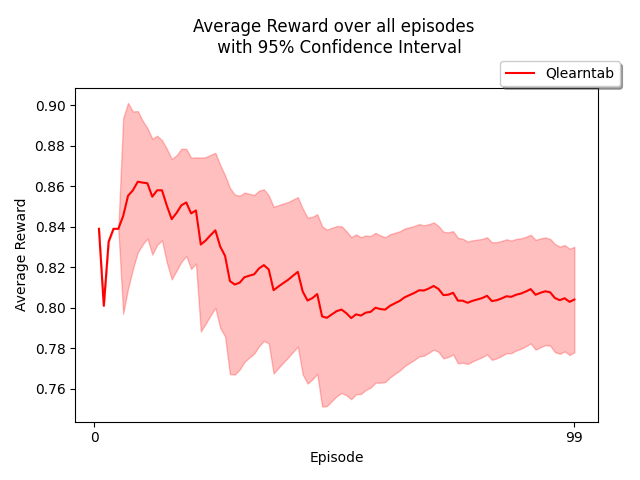 Average Reward over all episodes
with 95% Confidence Interval
Qlearntab
0.90
0.88
0.86
0.84
0.82
0.80
0.78
0.76
Average Reward
0
99
Episode